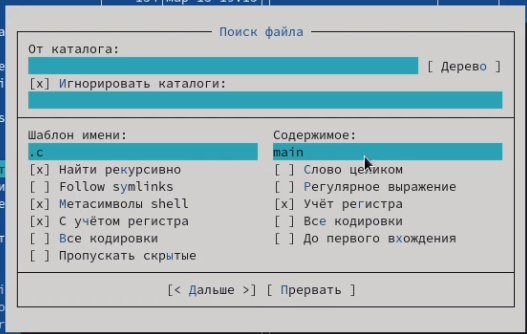 Поиск файла
От каталога:
[ Дерево ]
[x] Игнорировать каталоги:
Шаблон имени:
.c
[x] Найти рекурсивно
[ ] Follow symlinks
[x] Метасимволы shell
[x] С учётом регистра
[ ] Все кодировки
[ ] Пропускать скрытые
Содержимое:
main
[ ] Слово целиком
[ ] Регулярное выражение
[x] Учёт регистра
[ ] Все кодировки
[ ] До первого вхождения
[< Дальше >] [ Прервать ]